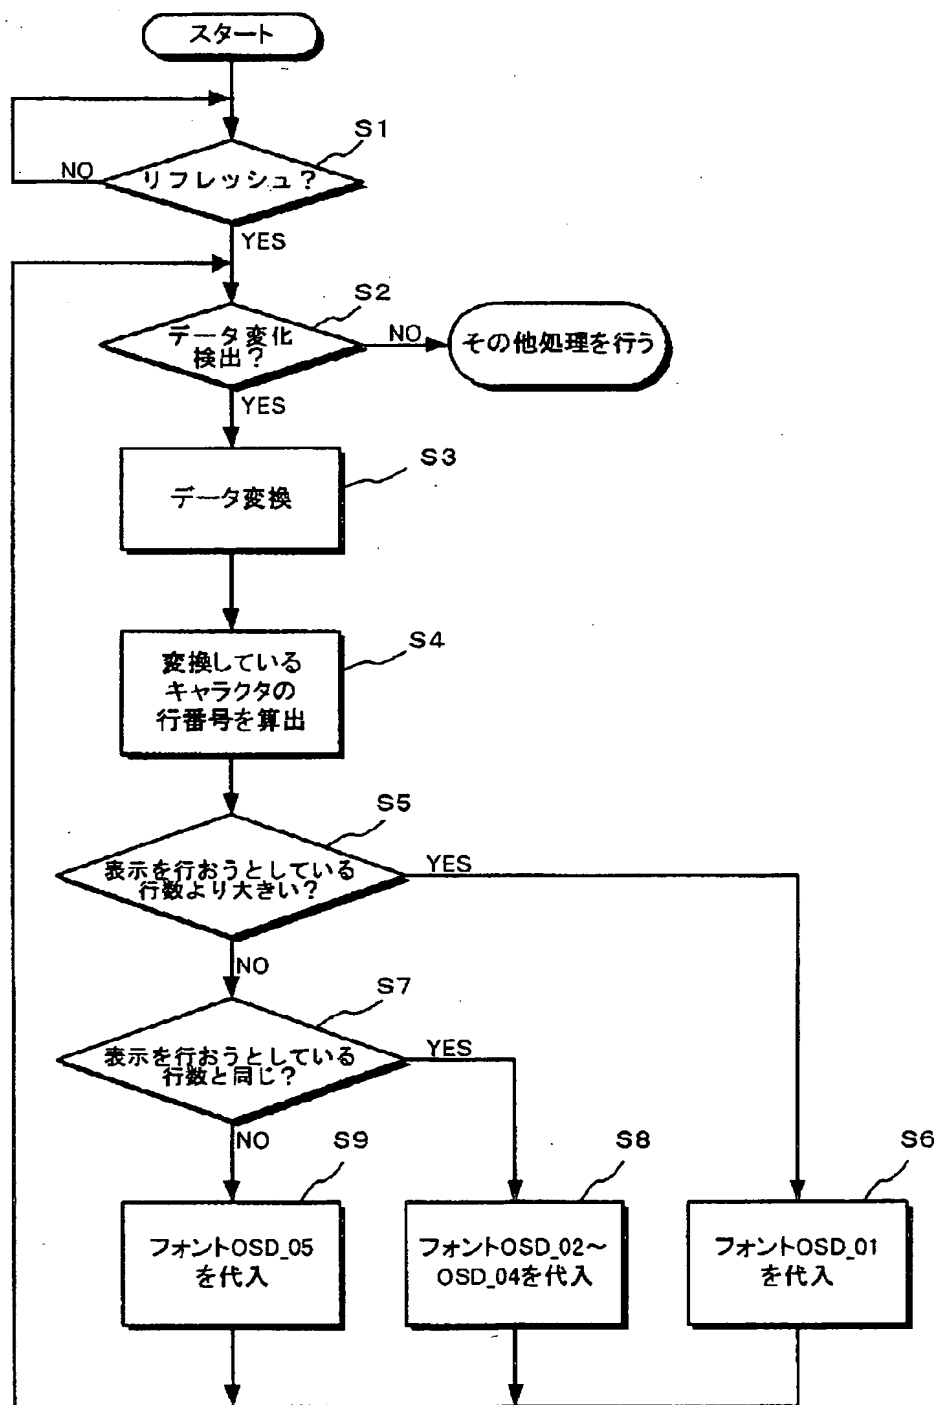 スタート
S1
NO
リフレッシュ?
YES
S2
データ変化
検出?
NO
その他処理を行う
YES
S3
データ変換
S4
変換している
キャラクタの
行番号を算出
S5
表示を行おうとしている
行数より大きい?
YES
NO
S7
表示を行おうとしている
行数と同じ?
YES
NO
S9
S8
S6
フォントOSD_05
を代入
フォントOSD_02～
OSD_04を代入
フォントOSD_01
を代入